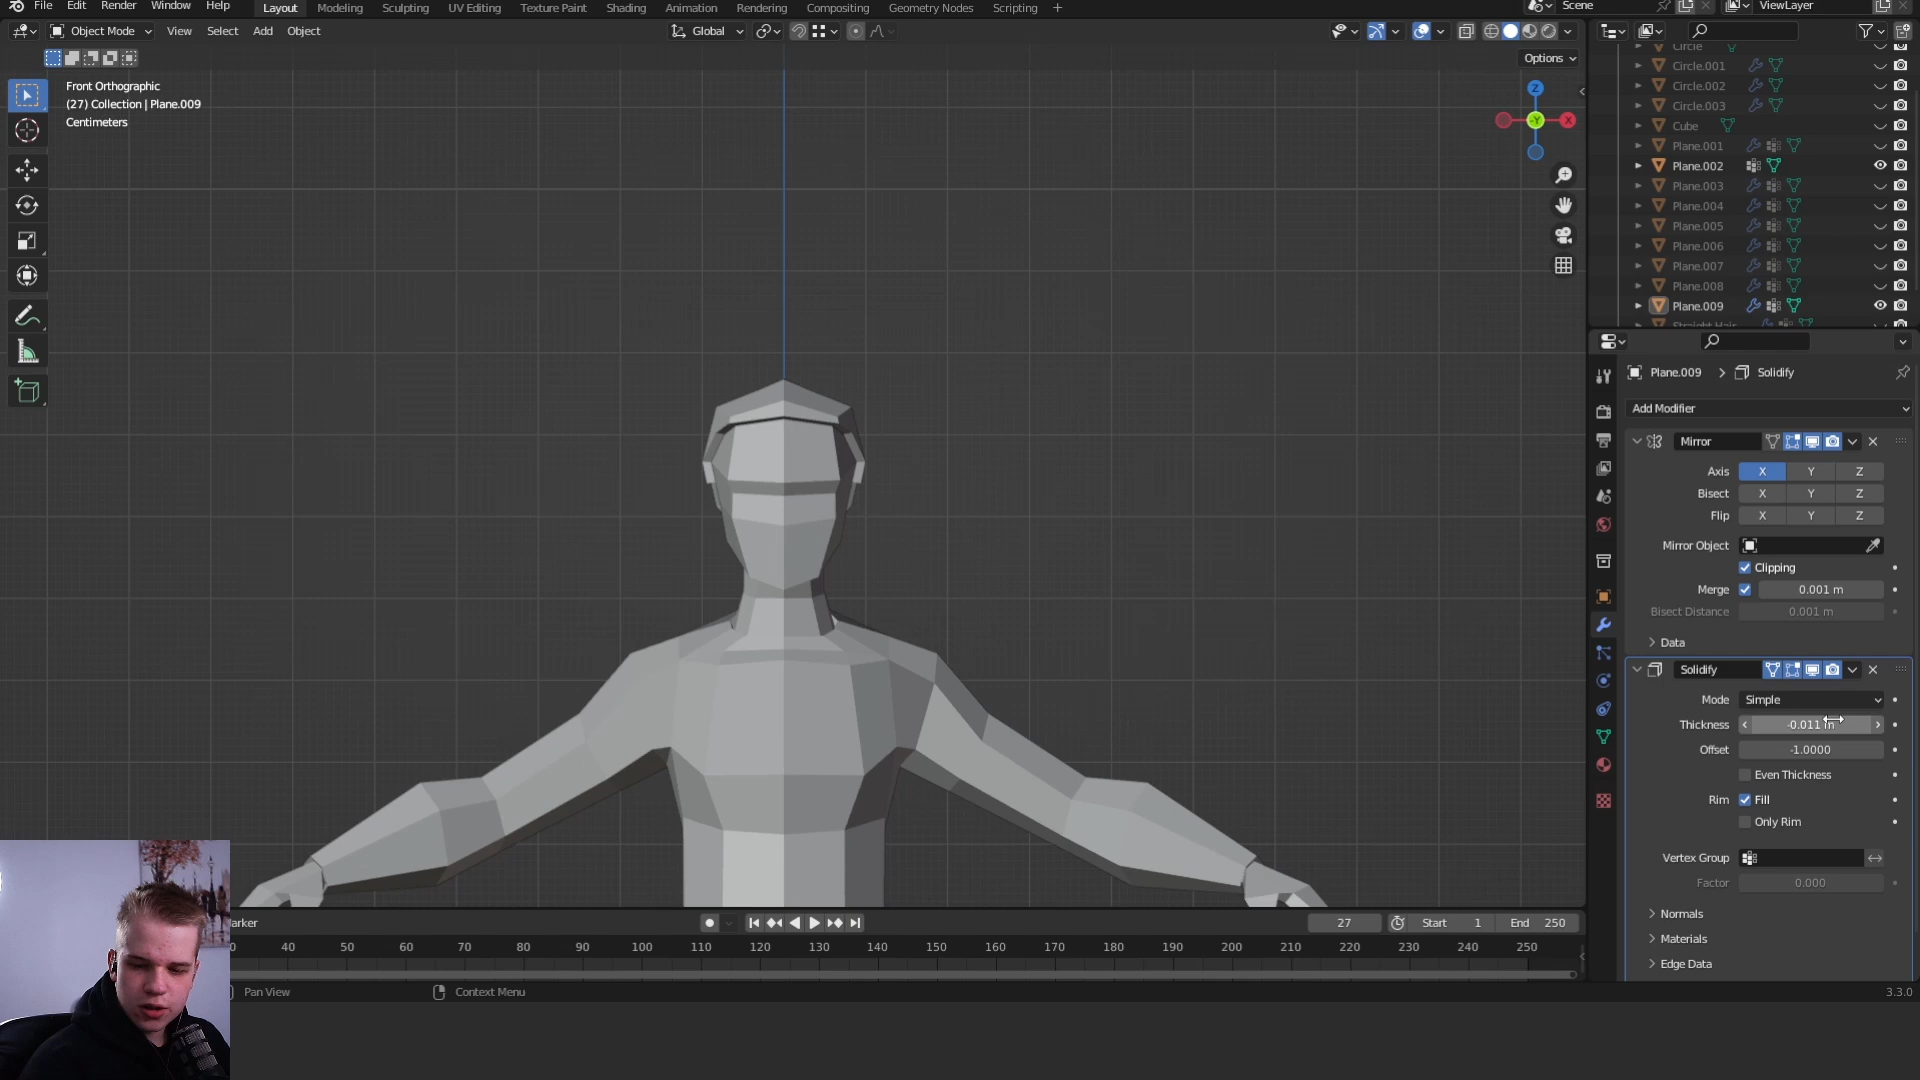 File Edit Render Window Help Layout Modeling Sculpting UV Editing Texture Paint Shading Animation Rendering Compositing Geometry Nodes Scripting + Scene ViewLayer
Object Mode View Select Add Object Global
Options
Front Orthographic
(27) Collection | Plane.009
Centimeters
Z
-Y X
Circle
Circle.001
Circle.002
Circle.003
Cube
Plane.001
Plane.002
Plane.003
Plane.004
Plane.005
Plane.006
Plane.007
Plane.008
Plane.009
Straight Hair
Plane.009 > Solidify
Add Modifier
Mirror
Axis X Y Z
Bisect X Y Z
Flip X Y Z
Mirror Object
Clipping
Merge 0.001 m
Bisect Distance 0.001 m
Data
Solidify
Mode Simple
Thickness -0.011 m
Offset -1.0000
Even Thickness
Rim Fill
Only Rim
Vertex Group
Factor 0.000
Normals
Materials
Edge Data
27 Start 1 End 250
40 50 60 70 80 90 100 110 120 130 140 150 160 170 180 190 200 210 220 230 240 250
Pan View Context Menu 3.3.0